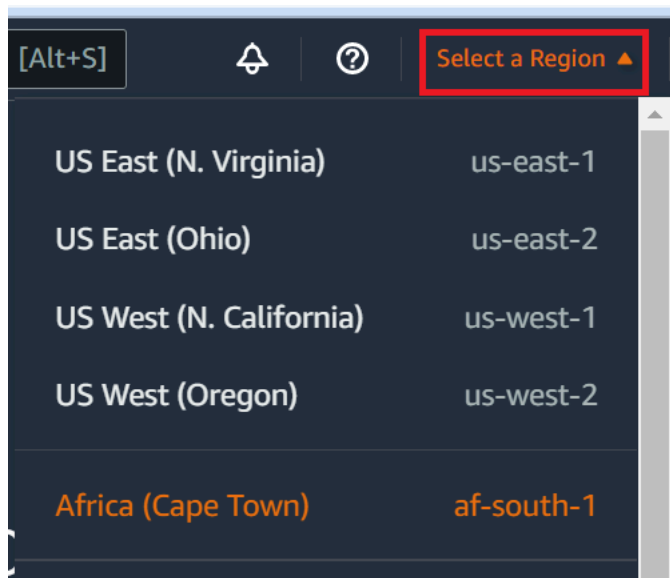 [Alt+S] Select a Region
US East (N. Virginia) us-east-1
US East (Ohio) us-east-2
US West (N. California) us-west-1
US West (Oregon) us-west-2
Africa (Cape Town) af-south-1